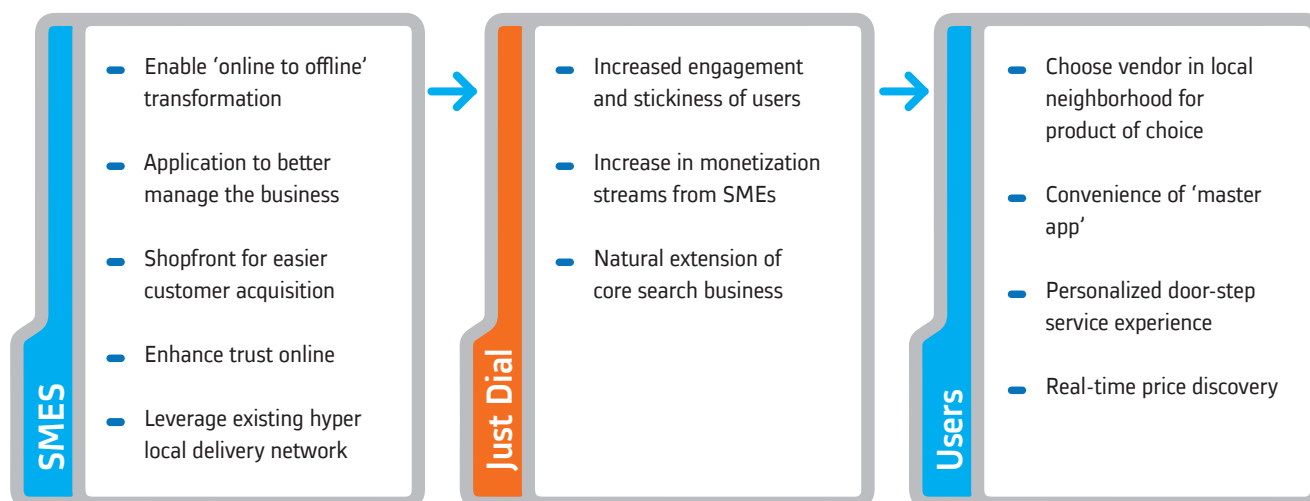 SMES
Enable ‘online to offline’
transformation
Application to better
manage the business
Shopfront for easier
customer acquisition
Enhance trust online
Leverage existing hyper
local delivery network
Just Dial
Increased engagement
and stickiness of users
Increase in monetization
streams from SMEs
Natural extension of
core search business
Users
Choose vendor in local
neighborhood for
product of choice
Convenience of ‘master
app’
Personalized door-step
service experience
Real-time price discovery